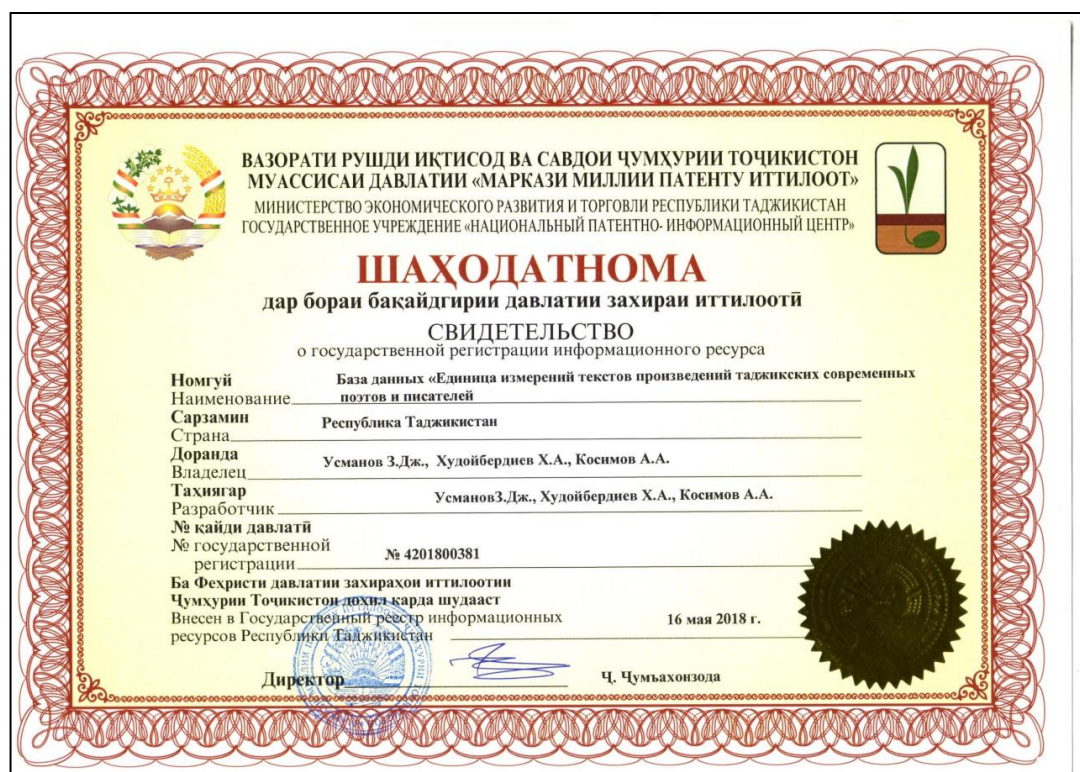 ВАЗОРАТИ РУШДИ ИҚТИСОД ВА САВДОИ ҶУМҲУРИИ ТОҶИКИСТОН
МУАССИСАИ ДАВЛАТИИ «МАРКАЗИ МИЛЛИИ ПАТЕНТУ ИТТИЛООТ»
МИНИСТЕРСТВО ЭКОНОМИЧЕСКОГО РАЗВИТИЯ И ТОРГОВЛИ РЕСПУБЛИКИ ТАДЖИКИСТАН
ГОСУДАРСТВЕННОЕ УЧРЕЖДЕНИЕ «НАЦИОНАЛЬНЫЙ ПАТЕНТНО- ИНФОРМАЦИОННЫЙ ЦЕНТР»
ШАҲОДАТНОМА
дар бораи бақайдгирии давлатии захираи иттилоотӣ
СВИДЕТЕЛЬСТВО
о государственной регистрации информационного ресурса
Номгуй База данных «Единица измерений текстов произведений таджикских современных
Наименование поэтов и писателей
Сарзамин
Страна Республика Таджикистан
Доранда
Владелец Усманов З.Дж., Худойбердиев Х.А., Косимов А.А.
Таҳиягар
Разработчик УсмановЗ.Дж., Худойбердиев Х.А., Косимов А.А.
№ қайди давлатӣ
№ государственной
регистрации № 4201800381
Ба Феҳристи давлатии захираҳои иттилоотии
Ҷумҳурии Тоҷикистон дохил карда шудааст
Внесен в Государственный реестр информационных
ресурсов Республики Таджикистан 16 мая 2018 г.
Директор Ҷ. Ҷумъахонзода